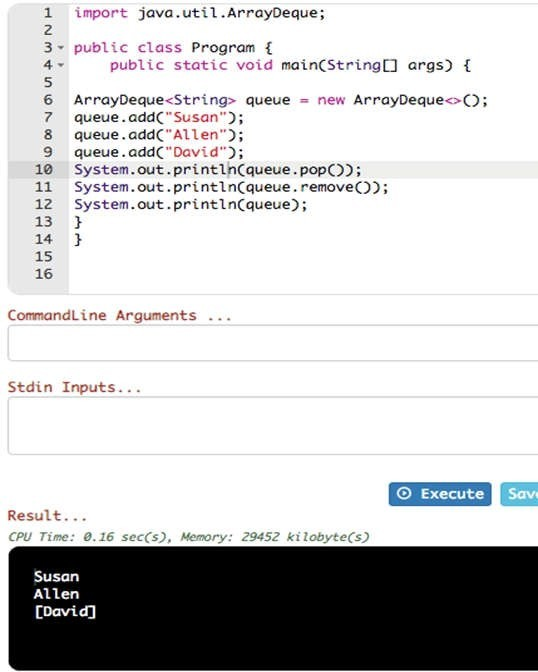 1 import java.util.ArrayDeque;
2
3 public class Program {
4 public static void main(String[] args) {
5
6 ArrayDeque<String> queue = new ArrayDeque<>();
7 queue.add("Susan");
8 queue.add("Allen");
9 queue.add("David");
10 System.out.println(queue.pop());
11 System.out.println(queue.remove());
12 System.out.println(queue);
13 }
14 }
15
16
CommandLine Arguments ...
Stdin Inputs...
Execute
Result...
CPU Time: 0.16 sec(s), Memory: 29452 kilobyte(s)
Susan
Allen
[David]